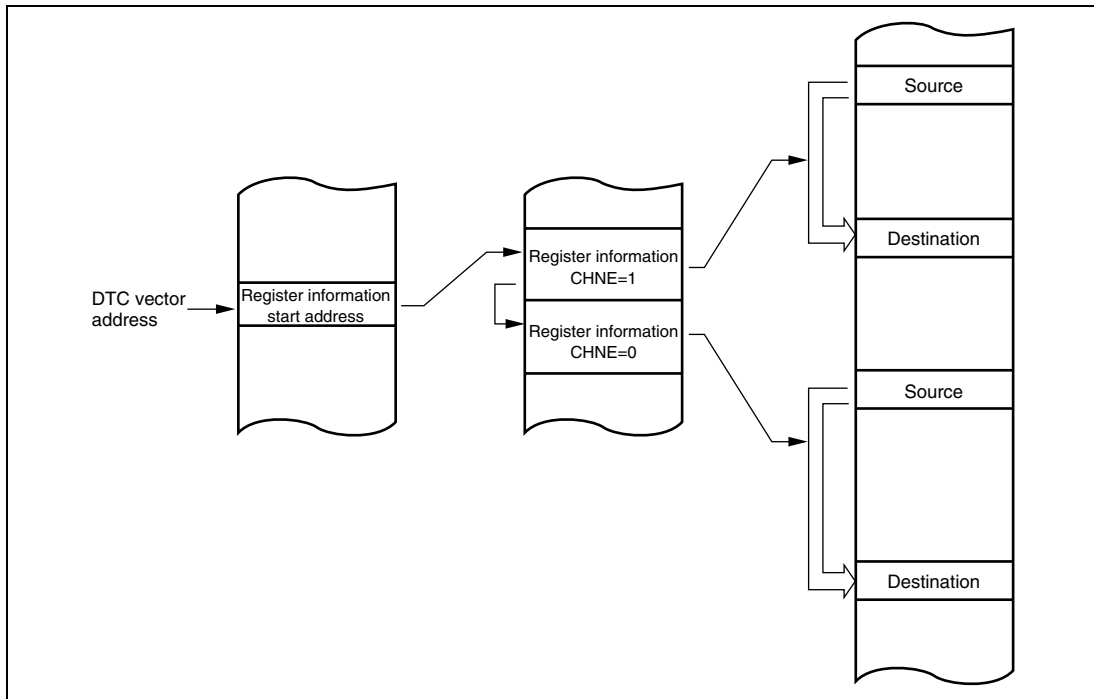 DTC vector
address
Register information
start address
Register information
CHNE=1
Register information
CHNE=0
Source
Destination
Source
Destination